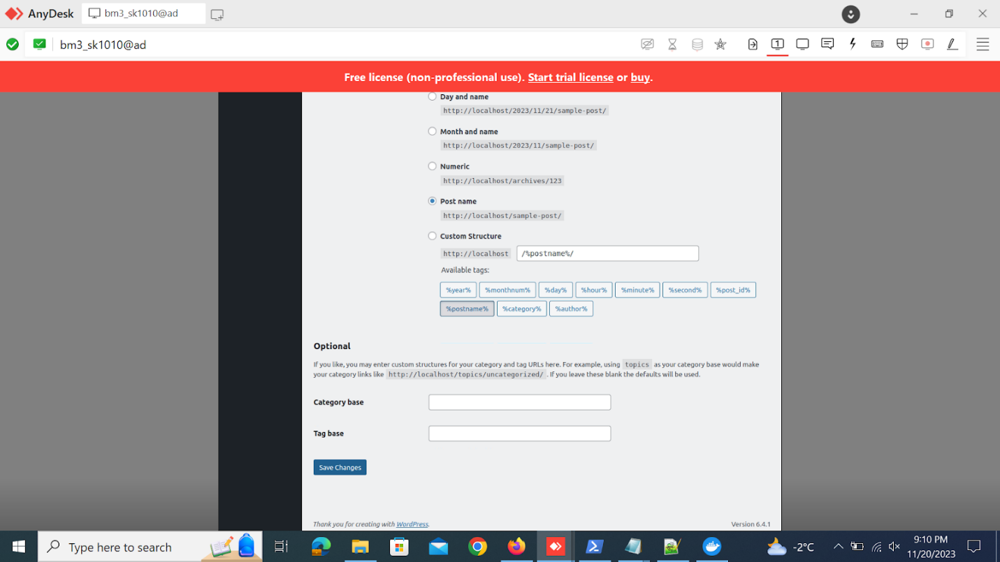 AnyDesk
bm3_sk1010@ad
bm3_sk1010@ad
1
Free license (non-professional use). Start trial license or buy.
Day and name
http://localhost/2023/11/21/sample-post/
Month and name
http://localhost/2023/11/sample-post/
Numeric
http://localhost/archives/123
Post name
http://localhost/sample-post/
Custom Structure
http://localhost /%postname%/
Available tags:
%year% %monthnum% %day% %hour% %minute% %second% %post_id%
%postname% %category% %author%
Optional
If you like, you may enter custom structures for your category and tag URLs here. For example, using topics as your category base would make
your category links like http://localhost/topics/uncategorized/ . If you leave these blank the defaults will be used.
Category base
Tag base
Save Changes
Thank you for creating with WordPress.
Version 6.4.1
Type here to search
-2°C
9:10 PM
11/20/2023